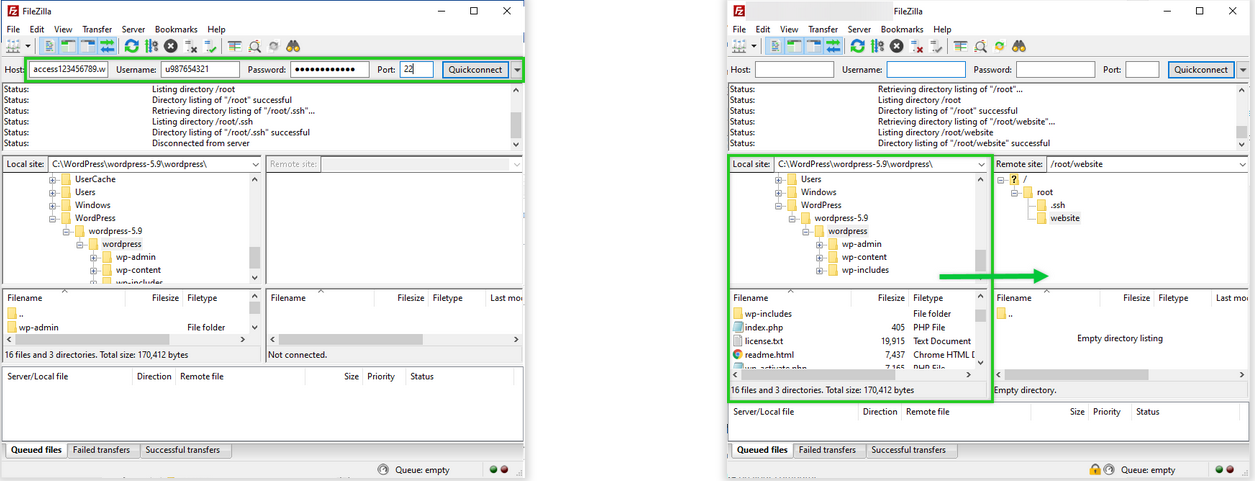 FileZilla
File Edit View Transfer Server Bookmarks Help
Host: access123456789.w Username: u987654321 Password: ●●●●●●●●●●●● Port: 22 Quickconnect
Status: Listing directory /root
Status: Directory listing of "/root" successful
Status: Retrieving directory listing of "/root/.ssh"...
Status: Listing directory /root/.ssh
Status: Directory listing of "/root/.ssh" successful
Status: Disconnected from server
Local site: C:\WordPress\wordpress-5.9\wordpress\ Remote site:
UserCache
Users
Windows
WordPress
wordpress-5.9
wordpress
wp-admin
wp-content
wp-includes
Filename Filesize Filetype Filename Filesize Filetype Last mod
..
wp-admin File folder
16 files and 3 directories. Total size: 170,412 bytes Not connected.
Server/Local file Direction Remote file Size Priority Status
Queued files Failed transfers Successful transfers
Queue: empty
FileZilla
File Edit View Transfer Server Bookmarks Help
Host: Username: Password: Port: Quickconnect
Status: Retrieving directory listing of "/root"...
Status: Listing directory /root
Status: Directory listing of "/root" successful
Status: Retrieving directory listing of "/root/website"...
Status: Listing directory /root/website
Status: Directory listing of "/root/website" successful
Local site: C:\WordPress\wordpress-5.9\wordpress\ Remote site: /root/website
Users
Windows
WordPress
wordpress-5.9
wordpress
wp-admin
wp-content
wp-includes
? /
root
.ssh
website
Filename Filesize Filetype
wp-includes File folder
index.php 405 PHP File
license.txt 19,915 Text Document
readme.html 7,437 Chrome HTML D
wp-activate.php 7,165 PHP File
16 files and 3 directories. Total size: 170,412 bytes
Filename Filesize Filetype Last mod
..
Empty directory listing
Empty directory.
Server/Local file Direction Remote file Size Priority Status
Queued files Failed transfers Successful transfers
Queue: empty